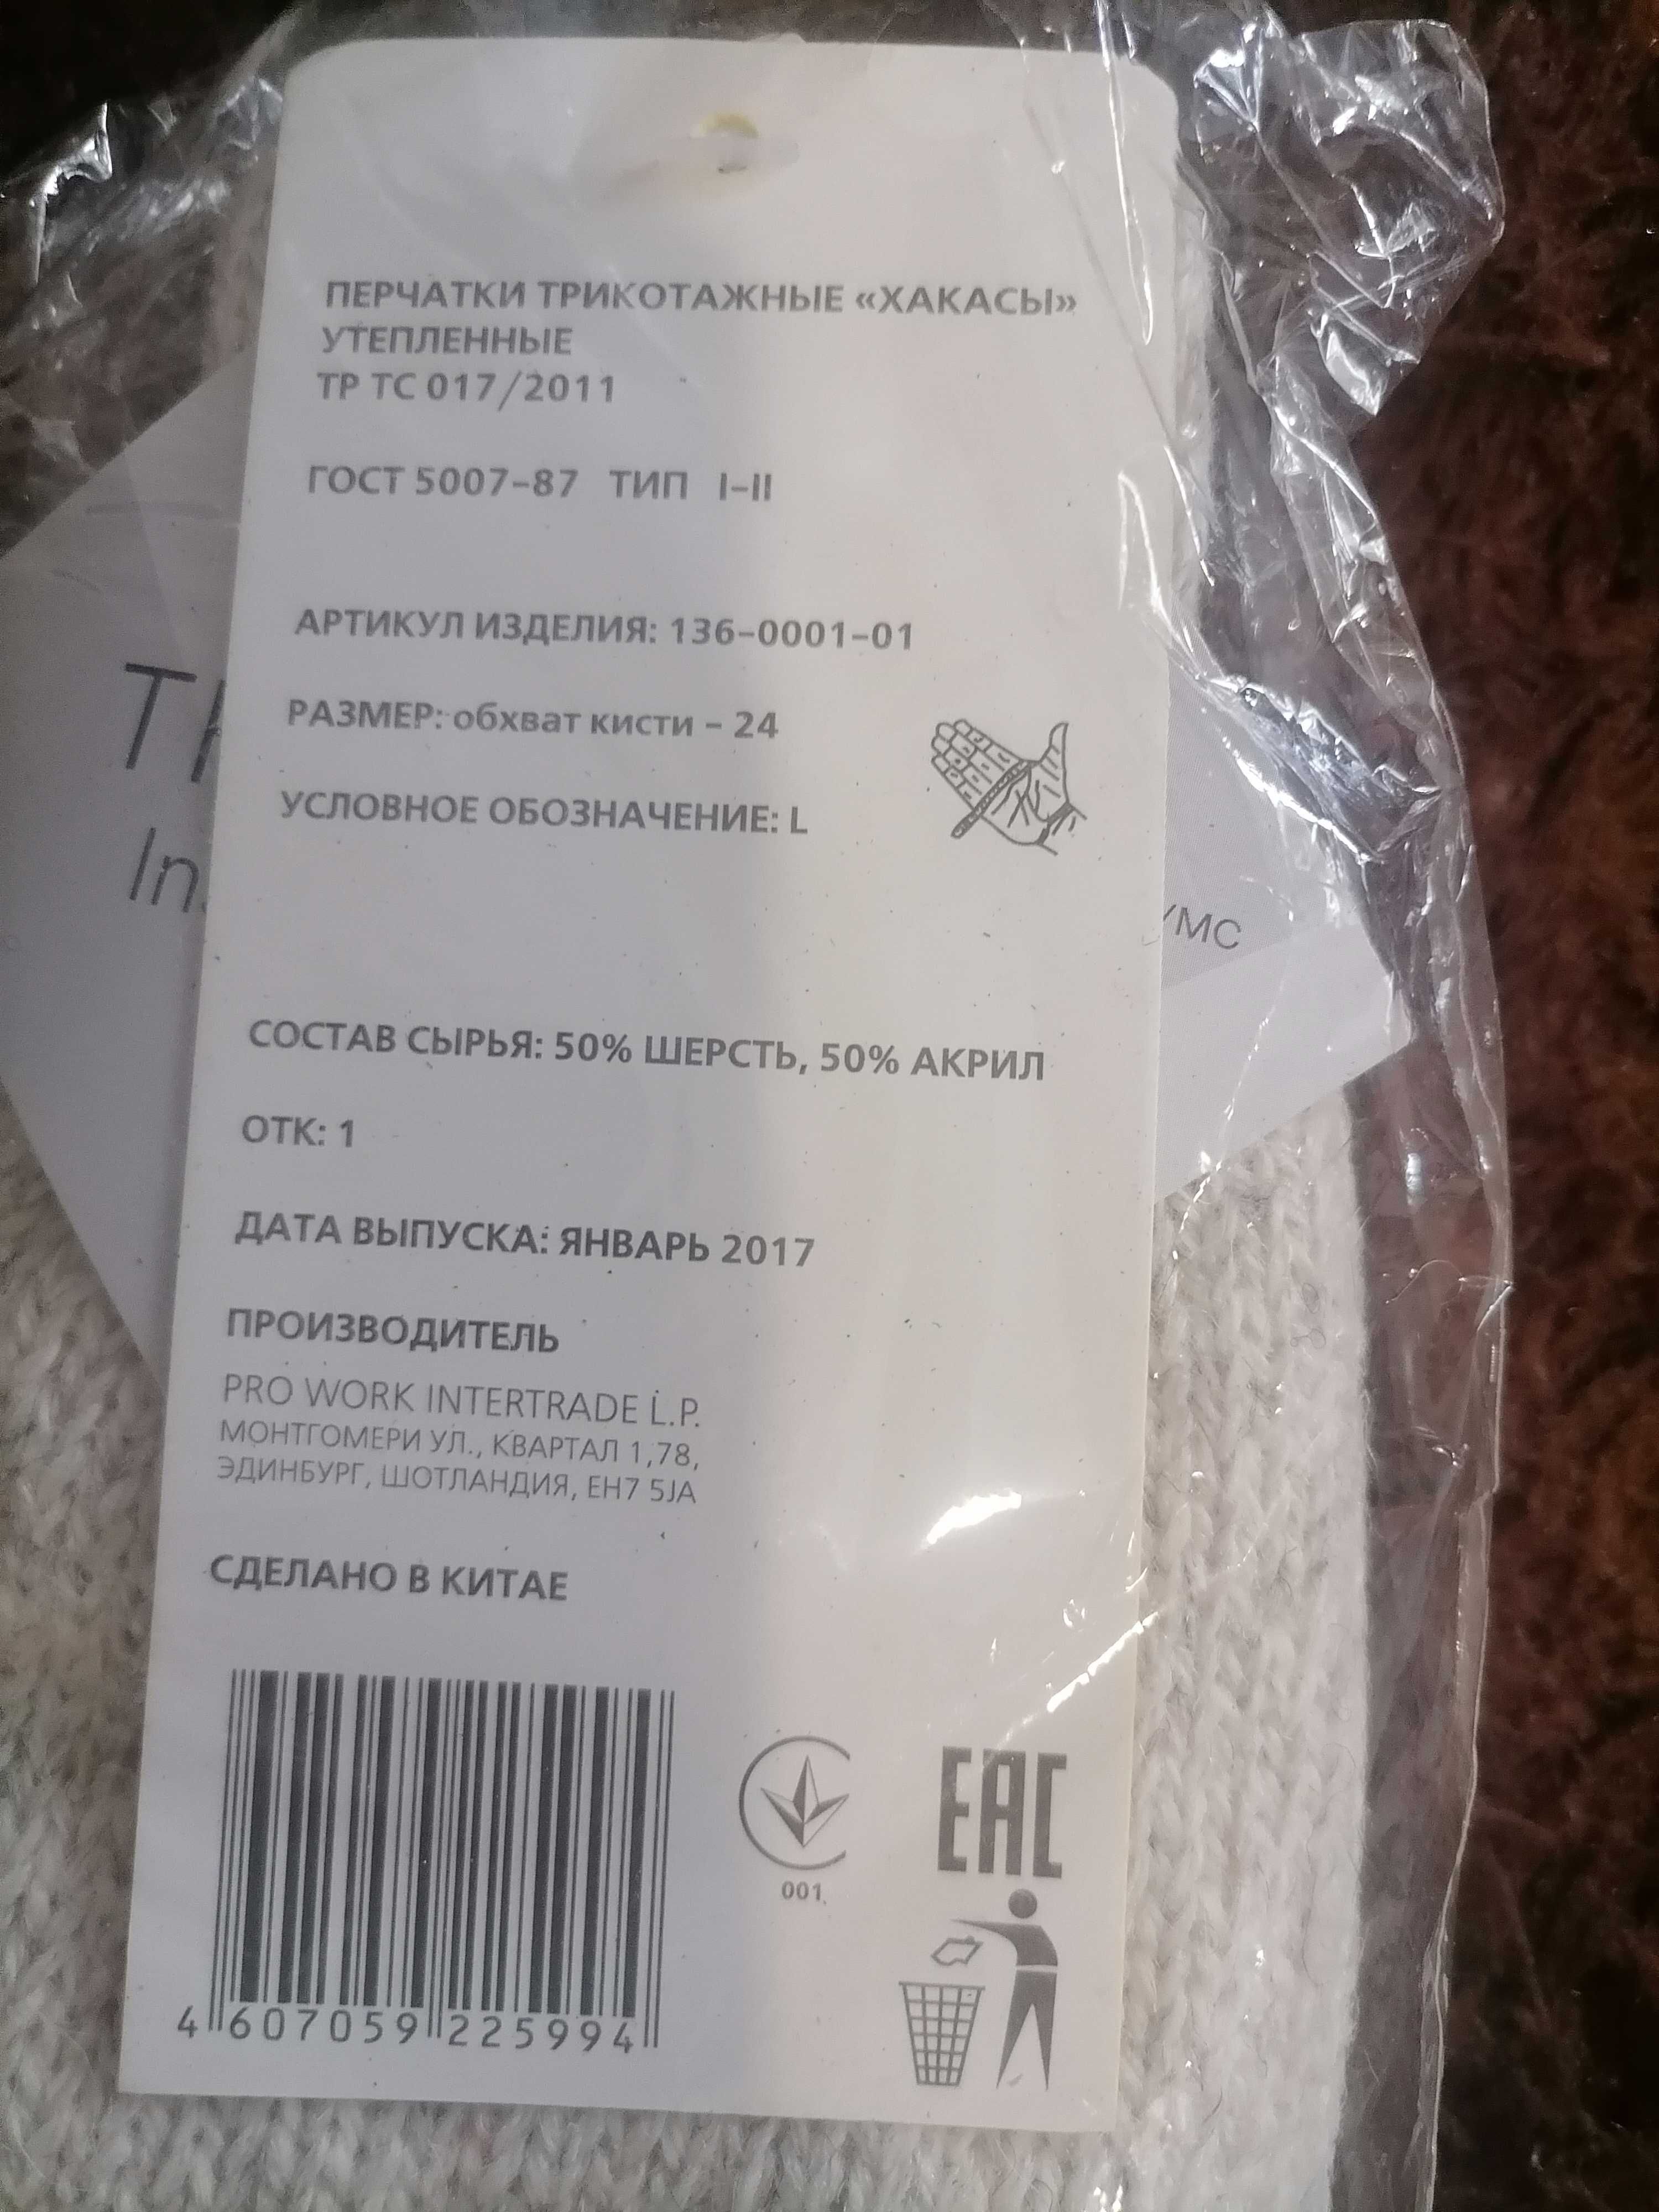 ПЕРЧАТКИ ТРИКОТАЖНЫЕ «ХАКАСЫ»
УТЕПЛЕННЫЕ
ТР ТС 017/2011
ГОСТ 5007-87 ТИП I-II
АРТИКУЛ ИЗДЕЛИЯ: 136-0001-01
РАЗМЕР: обхват кисти - 24
УСЛОВНОЕ ОБОЗНАЧЕНИЕ: L
СОСТАВ СЫРЬЯ: 50% ШЕРСТЬ, 50% АКРИЛ
ОТК: 1
ДАТА ВЫПУСКА: ЯНВАРЬ 2017
ПРОИЗВОДИТЕЛЬ
PRO WORK INTERTRADE L.P.
МОНТГОМЕРИ УЛ., КВАРТАЛ 1,78,
ЭДИНБУРГ, ШОТЛАНДИЯ, EH7 5JA
СДЕЛАНО В КИТАЕ
4 607059 225994
001
EAC